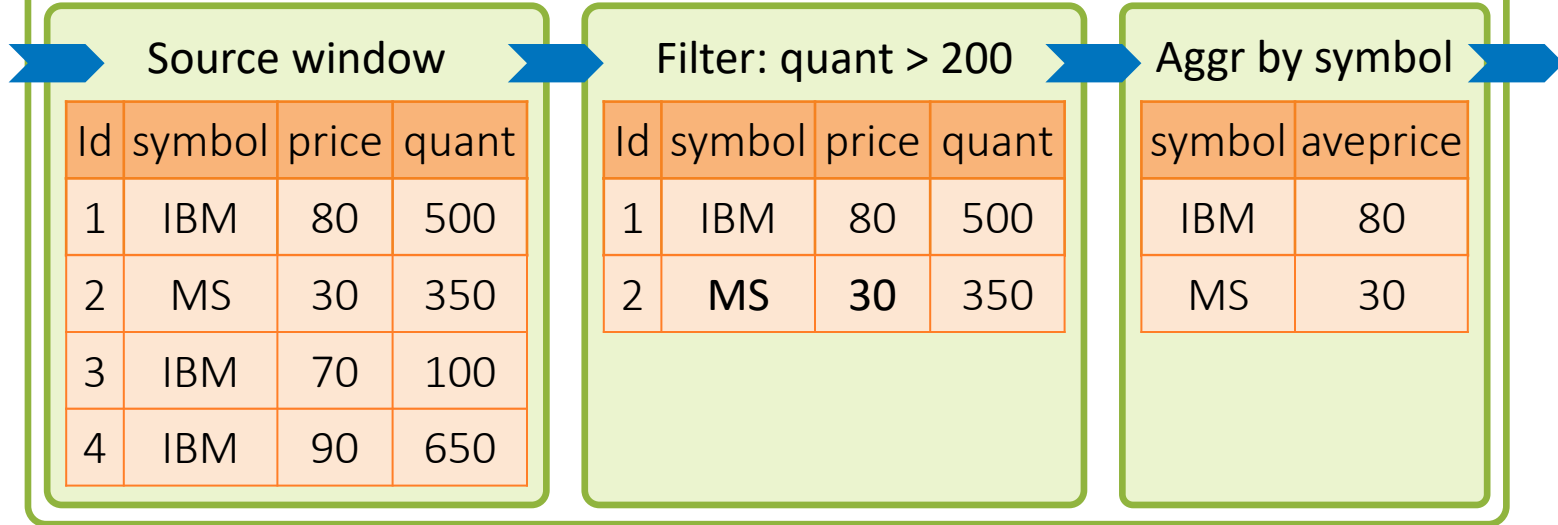 Source window
Id symbol price quant
1 IBM 80 500
2 MS 30 350
3 IBM 70 100
4 IBM 90 650
Filter: quant > 200
Id symbol price quant
1 IBM 80 500
2 MS 30 350
Aggr by symbol
symbol aveprice
IBM 80
MS 30